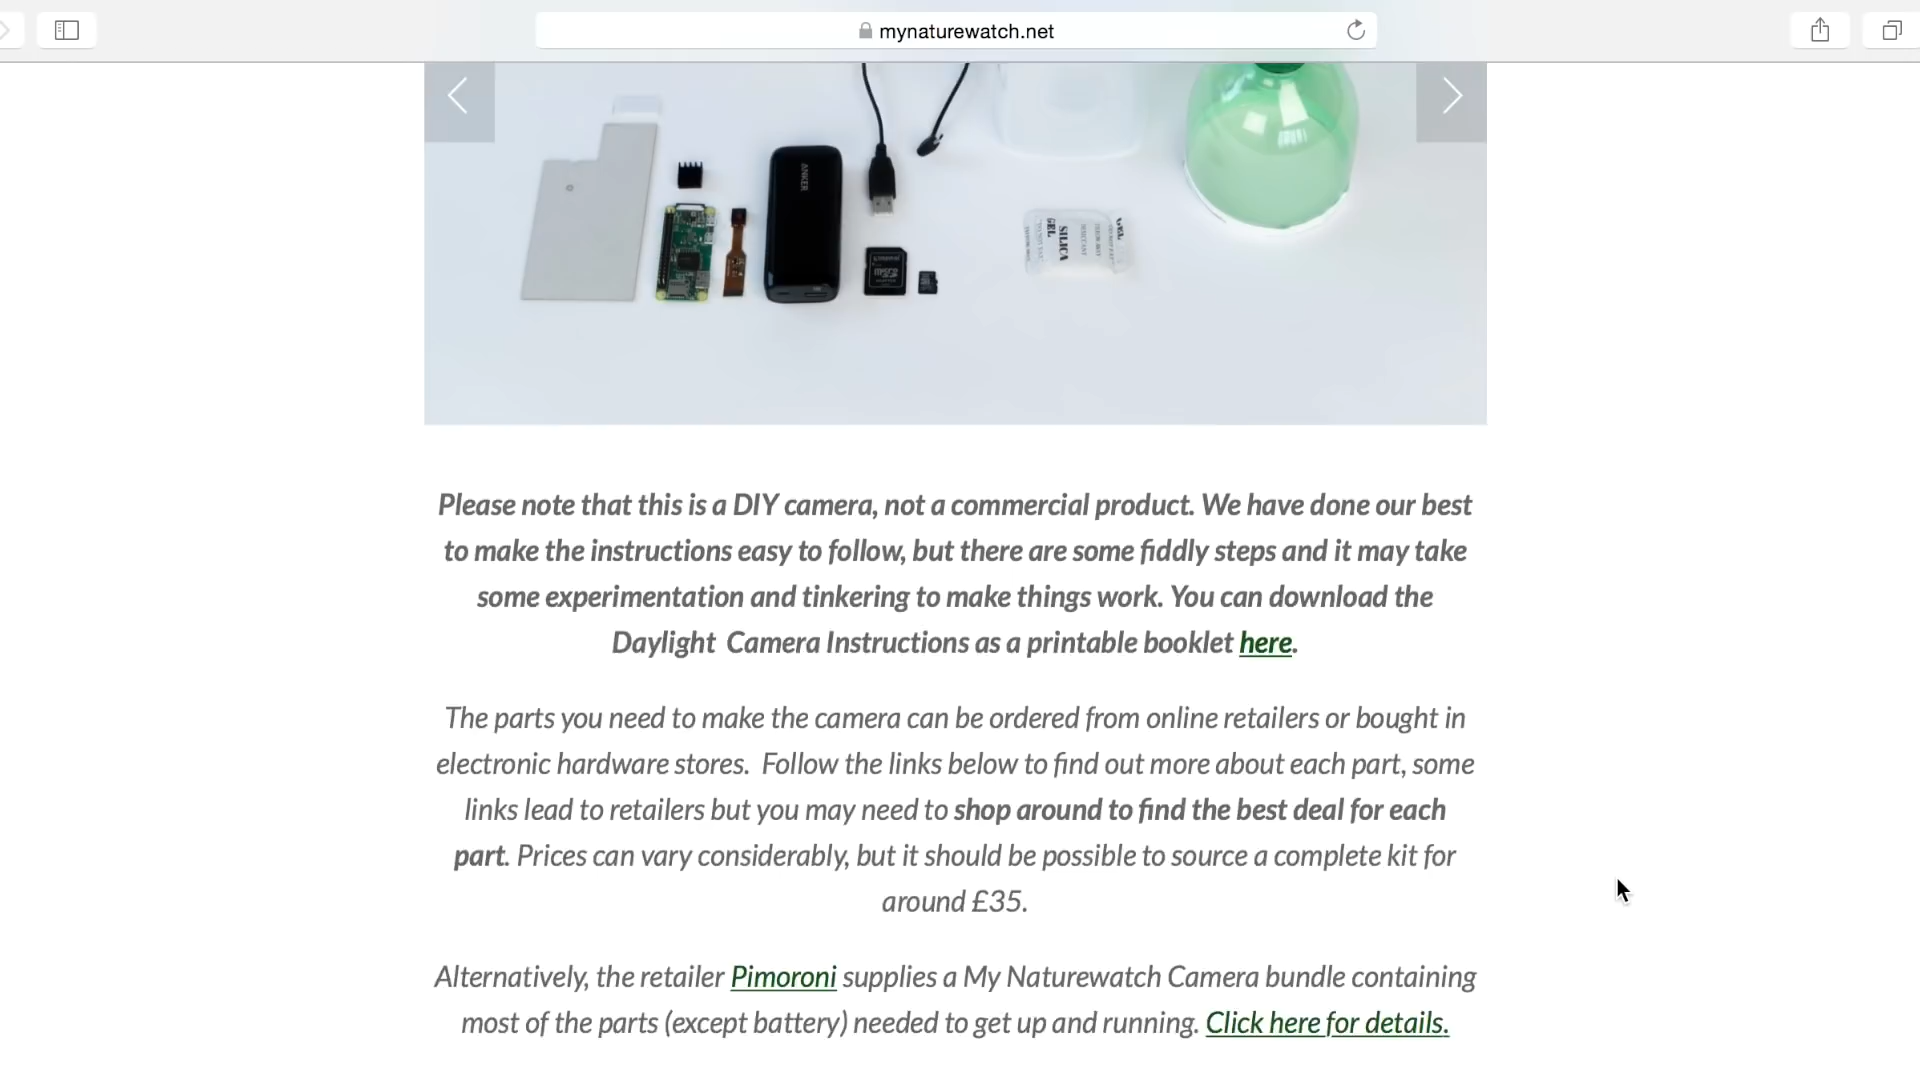 mynaturewatch.net
ANKER
SILICA
GEL
Please note that this is a DIY camera, not a commercial product. We have done our best
to make the instructions easy to follow, but there are some fiddly steps and it may take
some experimentation and tinkering to make things work. You can download the
Daylight Camera Instructions as a printable booklet here.
The parts you need to make the camera can be ordered from online retailers or bought in
electronic hardware stores. Follow the links below to find out more about each part, some
links lead to retailers but you may need to shop around to find the best deal for each
part. Prices can vary considerably, but it should be possible to source a complete kit for
around £35.
Alternatively, the retailer Pimoroni supplies a My Naturewatch Camera bundle containing
most of the parts (except battery) needed to get up and running. Click here for details.